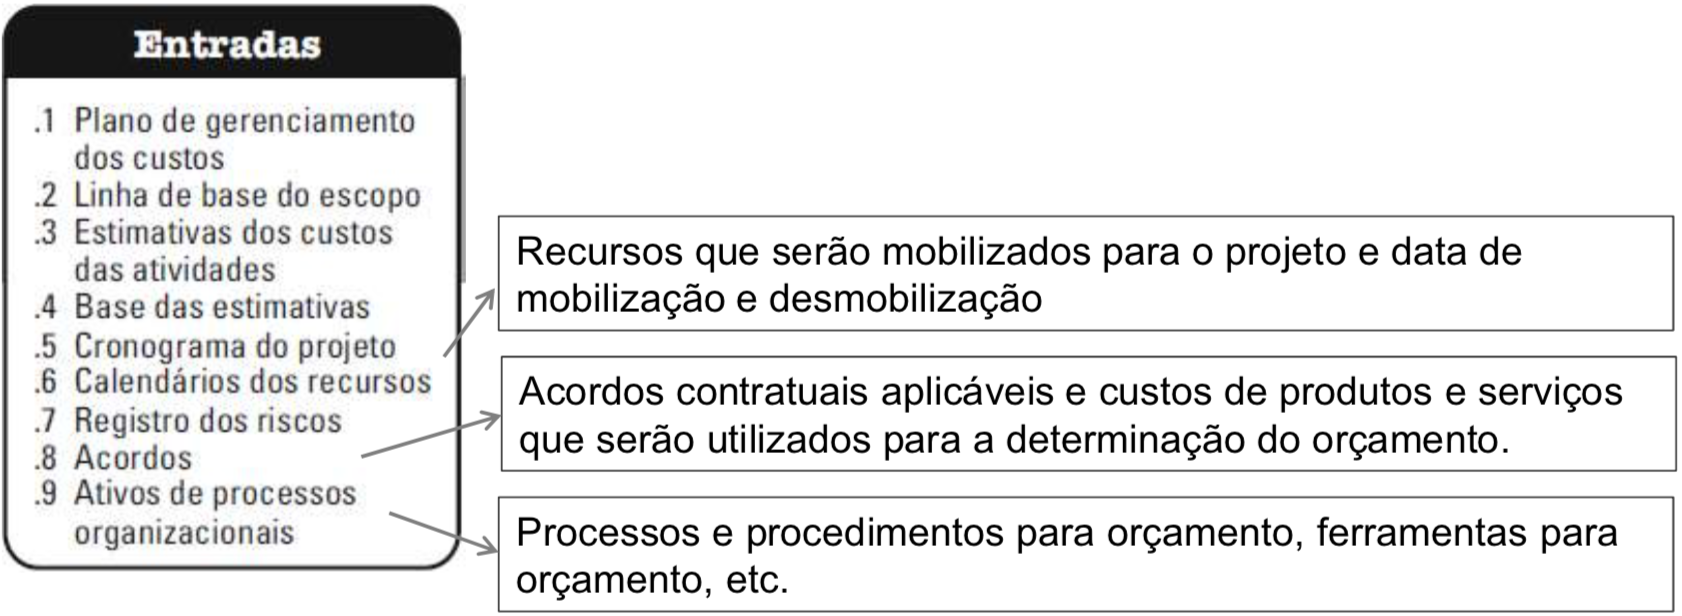 Entradas
.1 Plano de gerenciamento
dos custos
.2 Linha de base do escopo
.3 Estimativas dos custos
das atividades
.4 Base das estimativas
.5 Cronograma do projeto
.6 Calendários dos recursos
.7 Registro dos riscos
.8 Acordos
.9 Ativos de processos
organizacionais
Recursos que serão mobilizados para o projeto e data de
mobilização e desmobilização
Acordos contratuais aplicáveis e custos de produtos e serviços
que serão utilizados para a determinação do orçamento.
Processos e procedimentos para orçamento, ferramentas para
orçamento, etc.